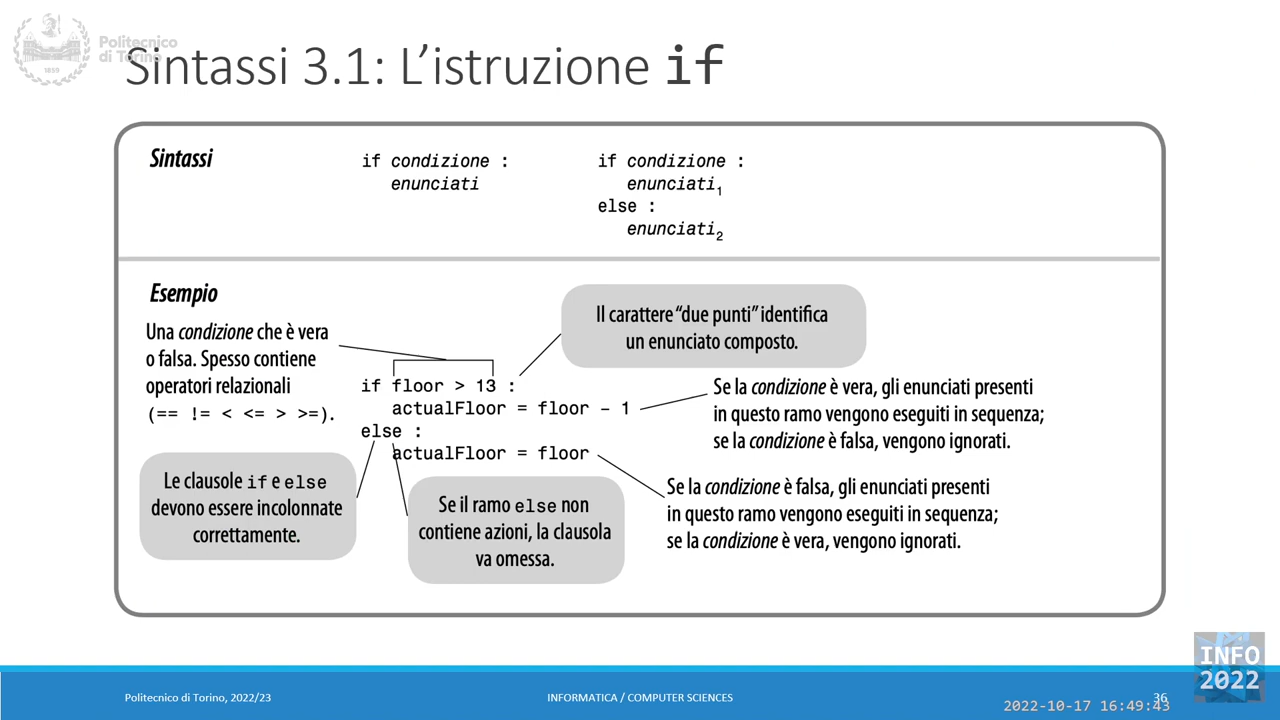 Politecnico
di Torino
1859
Sintassi 3.1: L’istruzione if
Sintassi
if condizione :
enunciati
if condizione :
enunciati1
else :
enunciati2
Esempio
Una condizione che è vera
o falsa. Spesso contiene
operatori relazionali
(== != < <= > >=).
Il carattere “due punti” identifica
un enunciato composto.
if floor > 13 :
actualFloor = floor - 1
else :
actualFloor = floor
Se la condizione è vera, gli enunciati presenti
in questo ramo vengono eseguiti in sequenza;
se la condizione è falsa, vengono ignorati.
Le clausole if e else
devono essere incolonnate
correttamente.
Se il ramo else non
contiene azioni, la clausola
va omessa.
Se la condizione è falsa, gli enunciati presenti
in questo ramo vengono eseguiti in sequenza;
se la condizione è vera, vengono ignorati.
INFO
2022
Politecnico di Torino, 2022/23
INFORMATICA / COMPUTER SCIENCES
36
2022-10-17 16:49:43